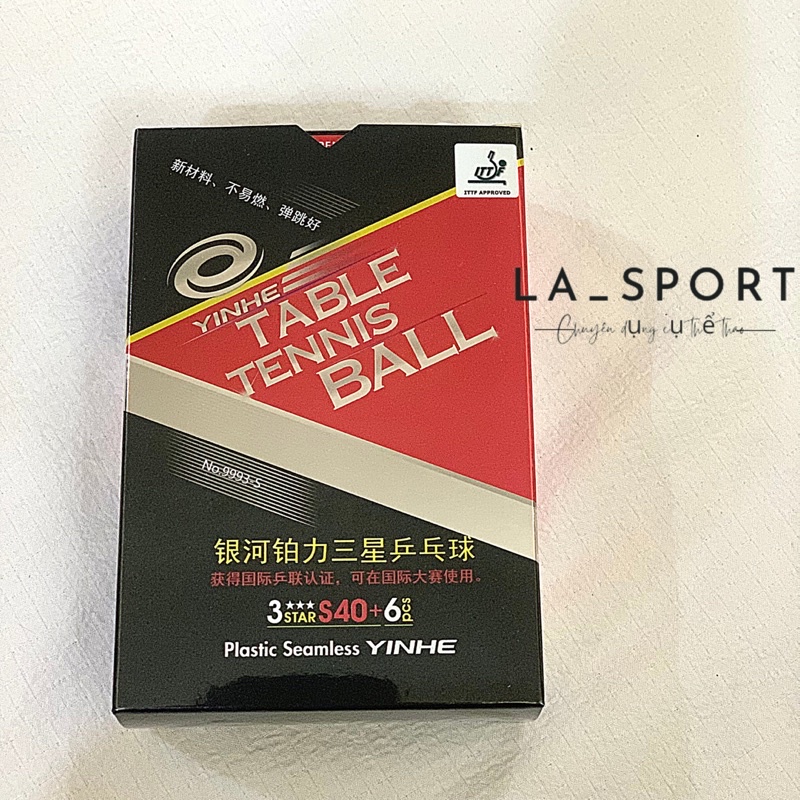 新材料、不易燃、弹跳好
ITTF
ITTF APPROVED
YINHE
TABLE
TENNIS
BALL
LA_SPORT
Chuyên dụng cụ thể thao
No.9993-S
银河铂力三星乒乓球
获得国际乒联认证，可在国际大赛使用。
3★★★STAR S40+6pcs
Plastic Seamless YINHE